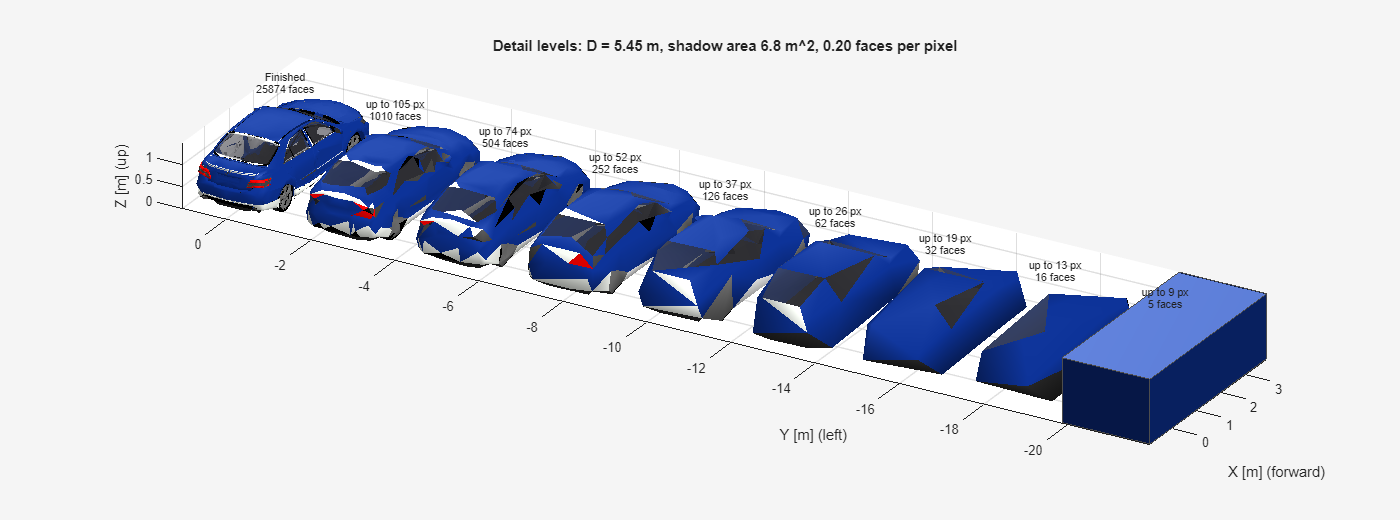 Detail levels: D = 5.45 m, shadow area 6.8 m^2, 0.20 faces per pixel
Finished
25874 faces
up to 105 px
1010 faces
up to 74 px
504 faces
up to 52 px
252 faces
up to 37 px
126 faces
up to 26 px
62 faces
up to 19 px
32 faces
up to 13 px
16 faces
up to 9 px
5 faces
Z [m] (up)
1
0.5
0
0
-2
-4
-6
-8
-10
-12
-14
-16
-18
-20
Y [m] (left)
3
2
1
0
X [m] (forward)